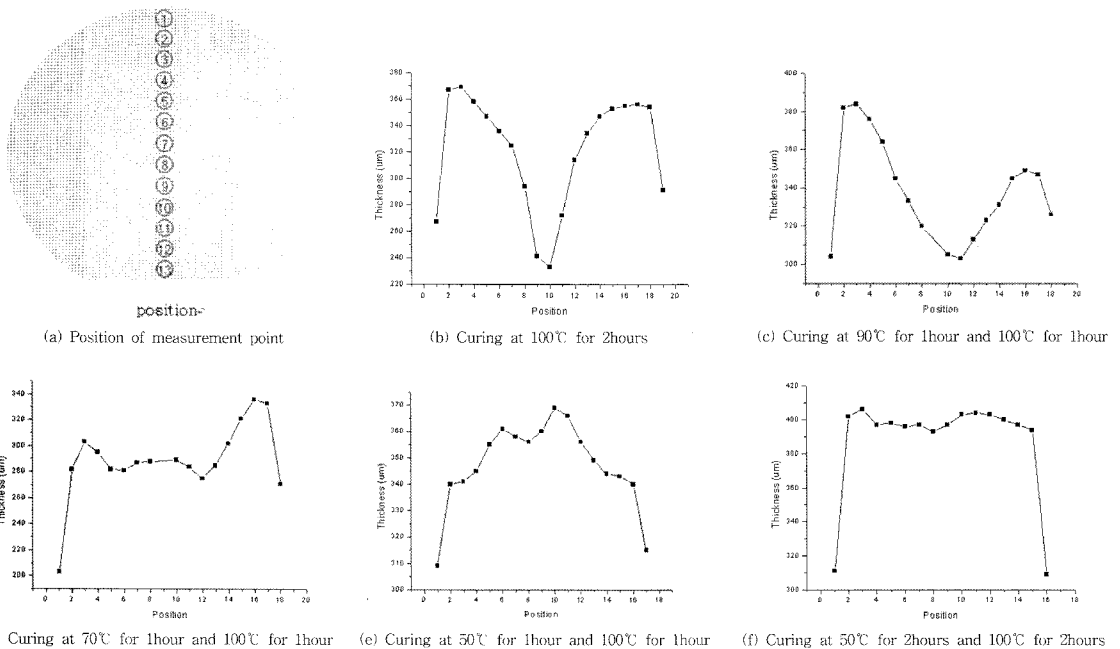 ①
②
③
④
⑤
⑥
⑦
⑧
⑨
⑩
⑪
⑫
⑬
position-
(a) Position of measurement point
Thickness (um)
380
360
340
320
300
280
260
240
220
0 2 4 6 8 10 12 14 16 18 20
Position
(b) Curing at 100℃ for 2hours
Thickness (um)
400
380
360
340
320
300
0 2 4 6 8 10 12 14 16 18 20
Position
(c) Curing at 90℃ for 1hour and 100℃ for 1hour
Thickness (um)
340
320
300
280
260
240
220
200
0 2 4 6 8 10 12 14 16 18 20
Position
Curing at 70℃ for 1hour and 100℃ for 1hour
Thickness (um)
370
360
350
340
330
310
300
0 2 4 6 8 10 12 14 16 18
Position
(e) Curing at 50℃ for 1hour and 100℃ for 1hour
Thickness (um)
420
400
380
360
340
320
300
0 2 4 6 8 10 12 14 16 18
Position
(f) Curing at 50℃ for 2hours and 100℃ for 2hours